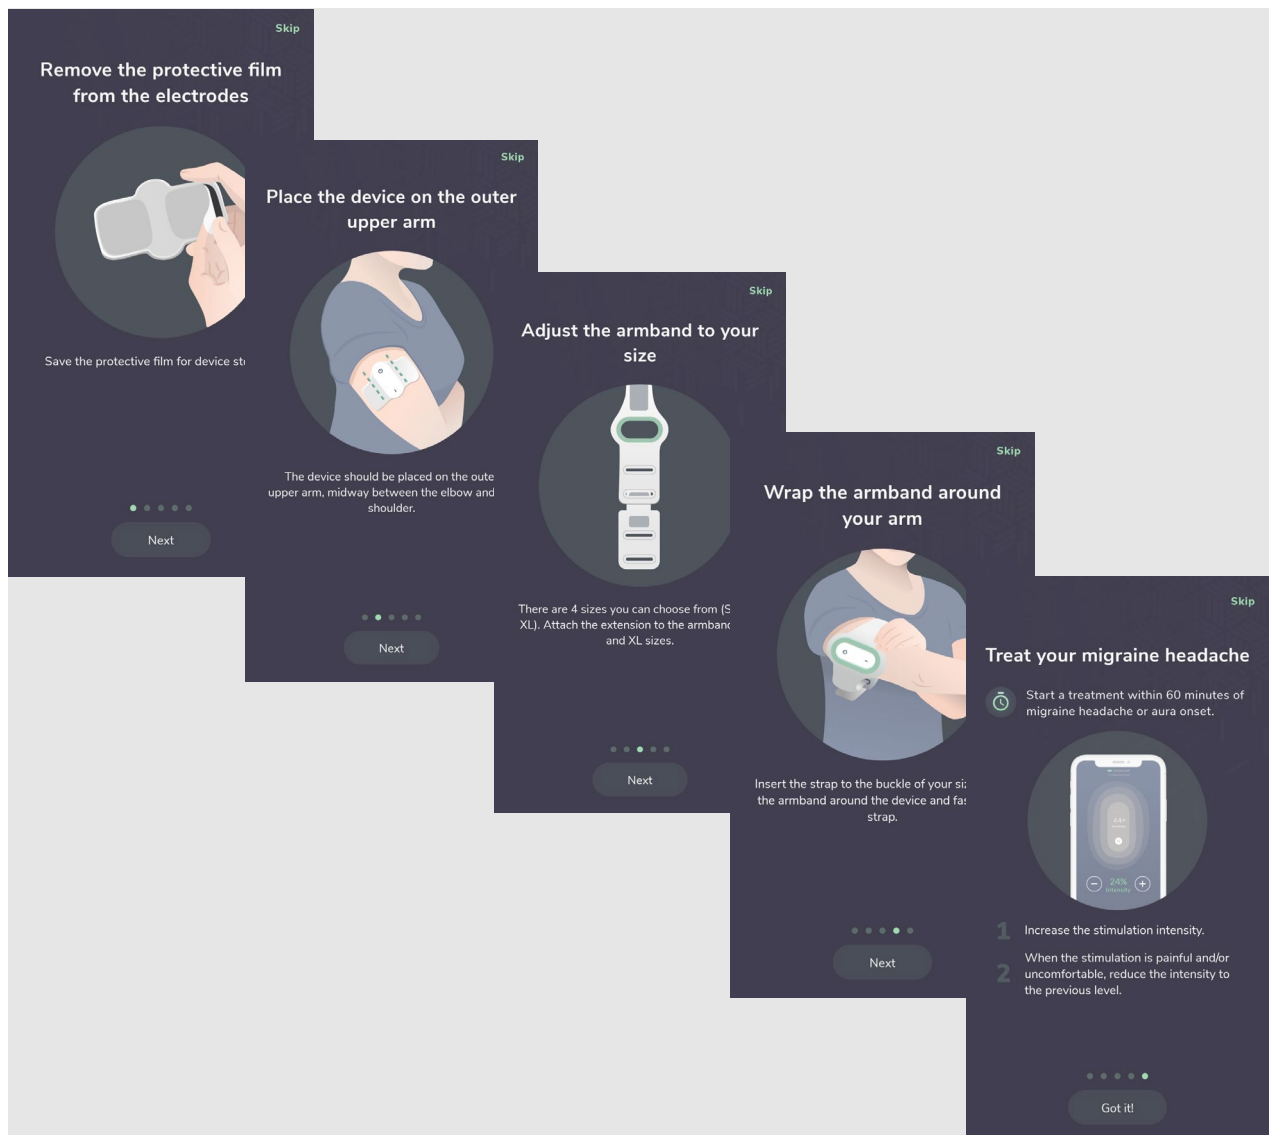 Skip
Remove the protective film
from the electrodes
Save the protective film for device
Next
Skip
Place the device on the outer
upper arm
The device should be placed on the
upper arm, midway between the elbow and
shoulder.
Next
Skip
Adjust the armband to your
size
There are 4 sizes you can choose from
XL). Attach the extension to the
and XL sizes.
Next
Skip
Wrap the armband around
your arm
Insert the strap to the buckle of your
the armband around the device and
strap.
Next
Skip
Treat your migraine headache
Start a treatment within 60 minutes of
migraine headache or aura onset.
24%
intensity
1 Increase the stimulation intensity.
2 When the stimulation is painful and/or
uncomfortable, reduce the intensity to
the previous level.
Got it!